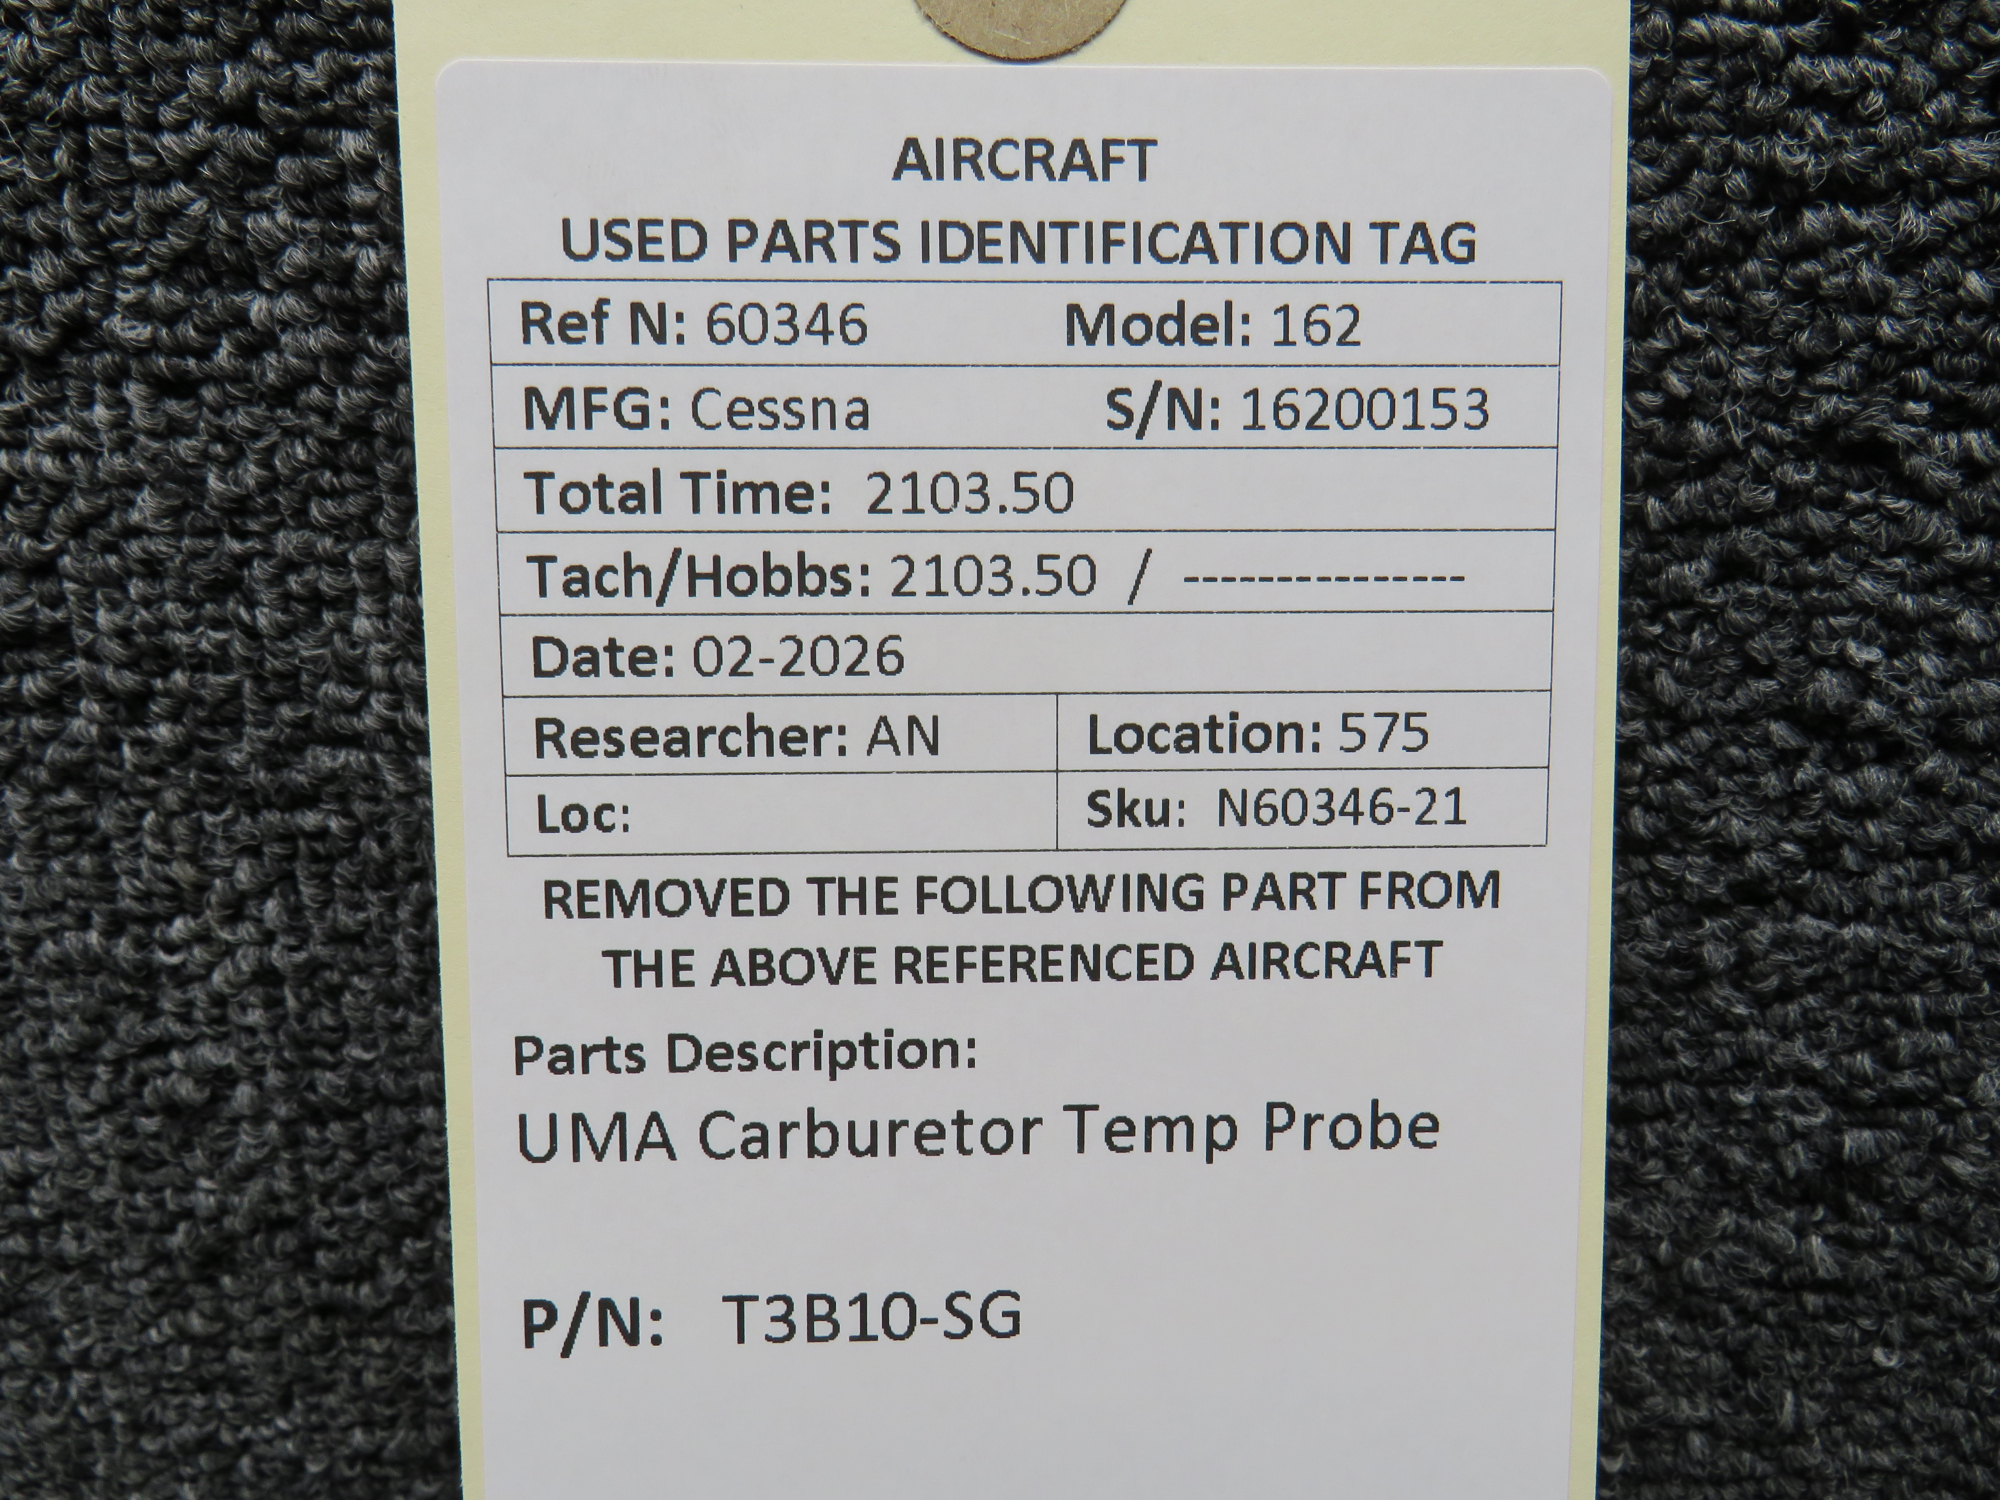 AIRCRAFT
USED PARTS IDENTIFICATION TAG
Ref N: 60346 Model: 162
MFG: Cessna S/N: 16200153
Total Time: 2103.50
Tach/Hobbs: 2103.50 / ---------------
Date: 02-2026
Researcher: AN Location: 575
Loc: Sku: N60346-21
REMOVED THE FOLLOWING PART FROM
THE ABOVE REFERENCED AIRCRAFT
Parts Description:
UMA Carburetor Temp Probe
P/N: T3B10-SG